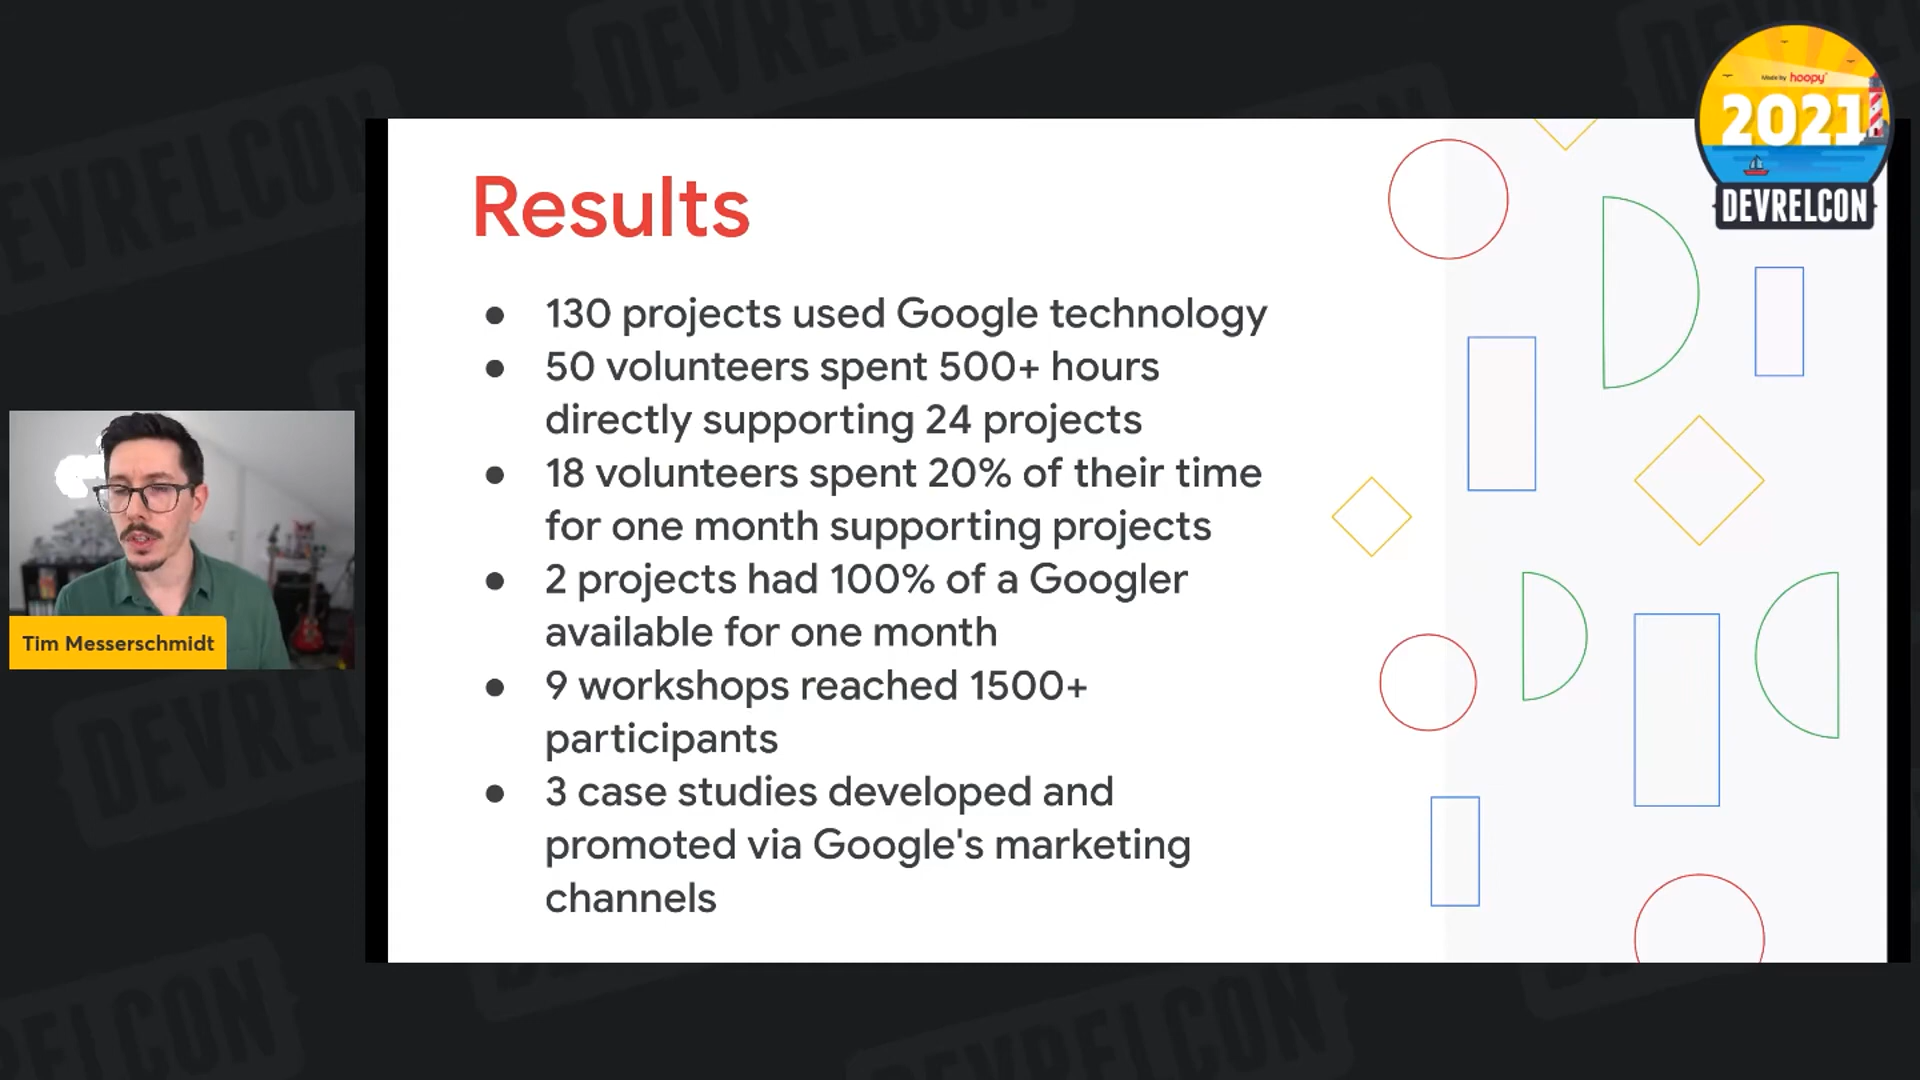 Made by hoopy
2021
DEVRELCON
Results
● 130 projects used Google technology
● 50 volunteers spent 500+ hours
directly supporting 24 projects
● 18 volunteers spent 20% of their time
for one month supporting projects
● 2 projects had 100% of a Googler
available for one month
● 9 workshops reached 1500+
participants
● 3 case studies developed and
promoted via Google's marketing
channels
Tim Messerschmidt
DEVRELCON
DEVRELCON
DEVRELCON